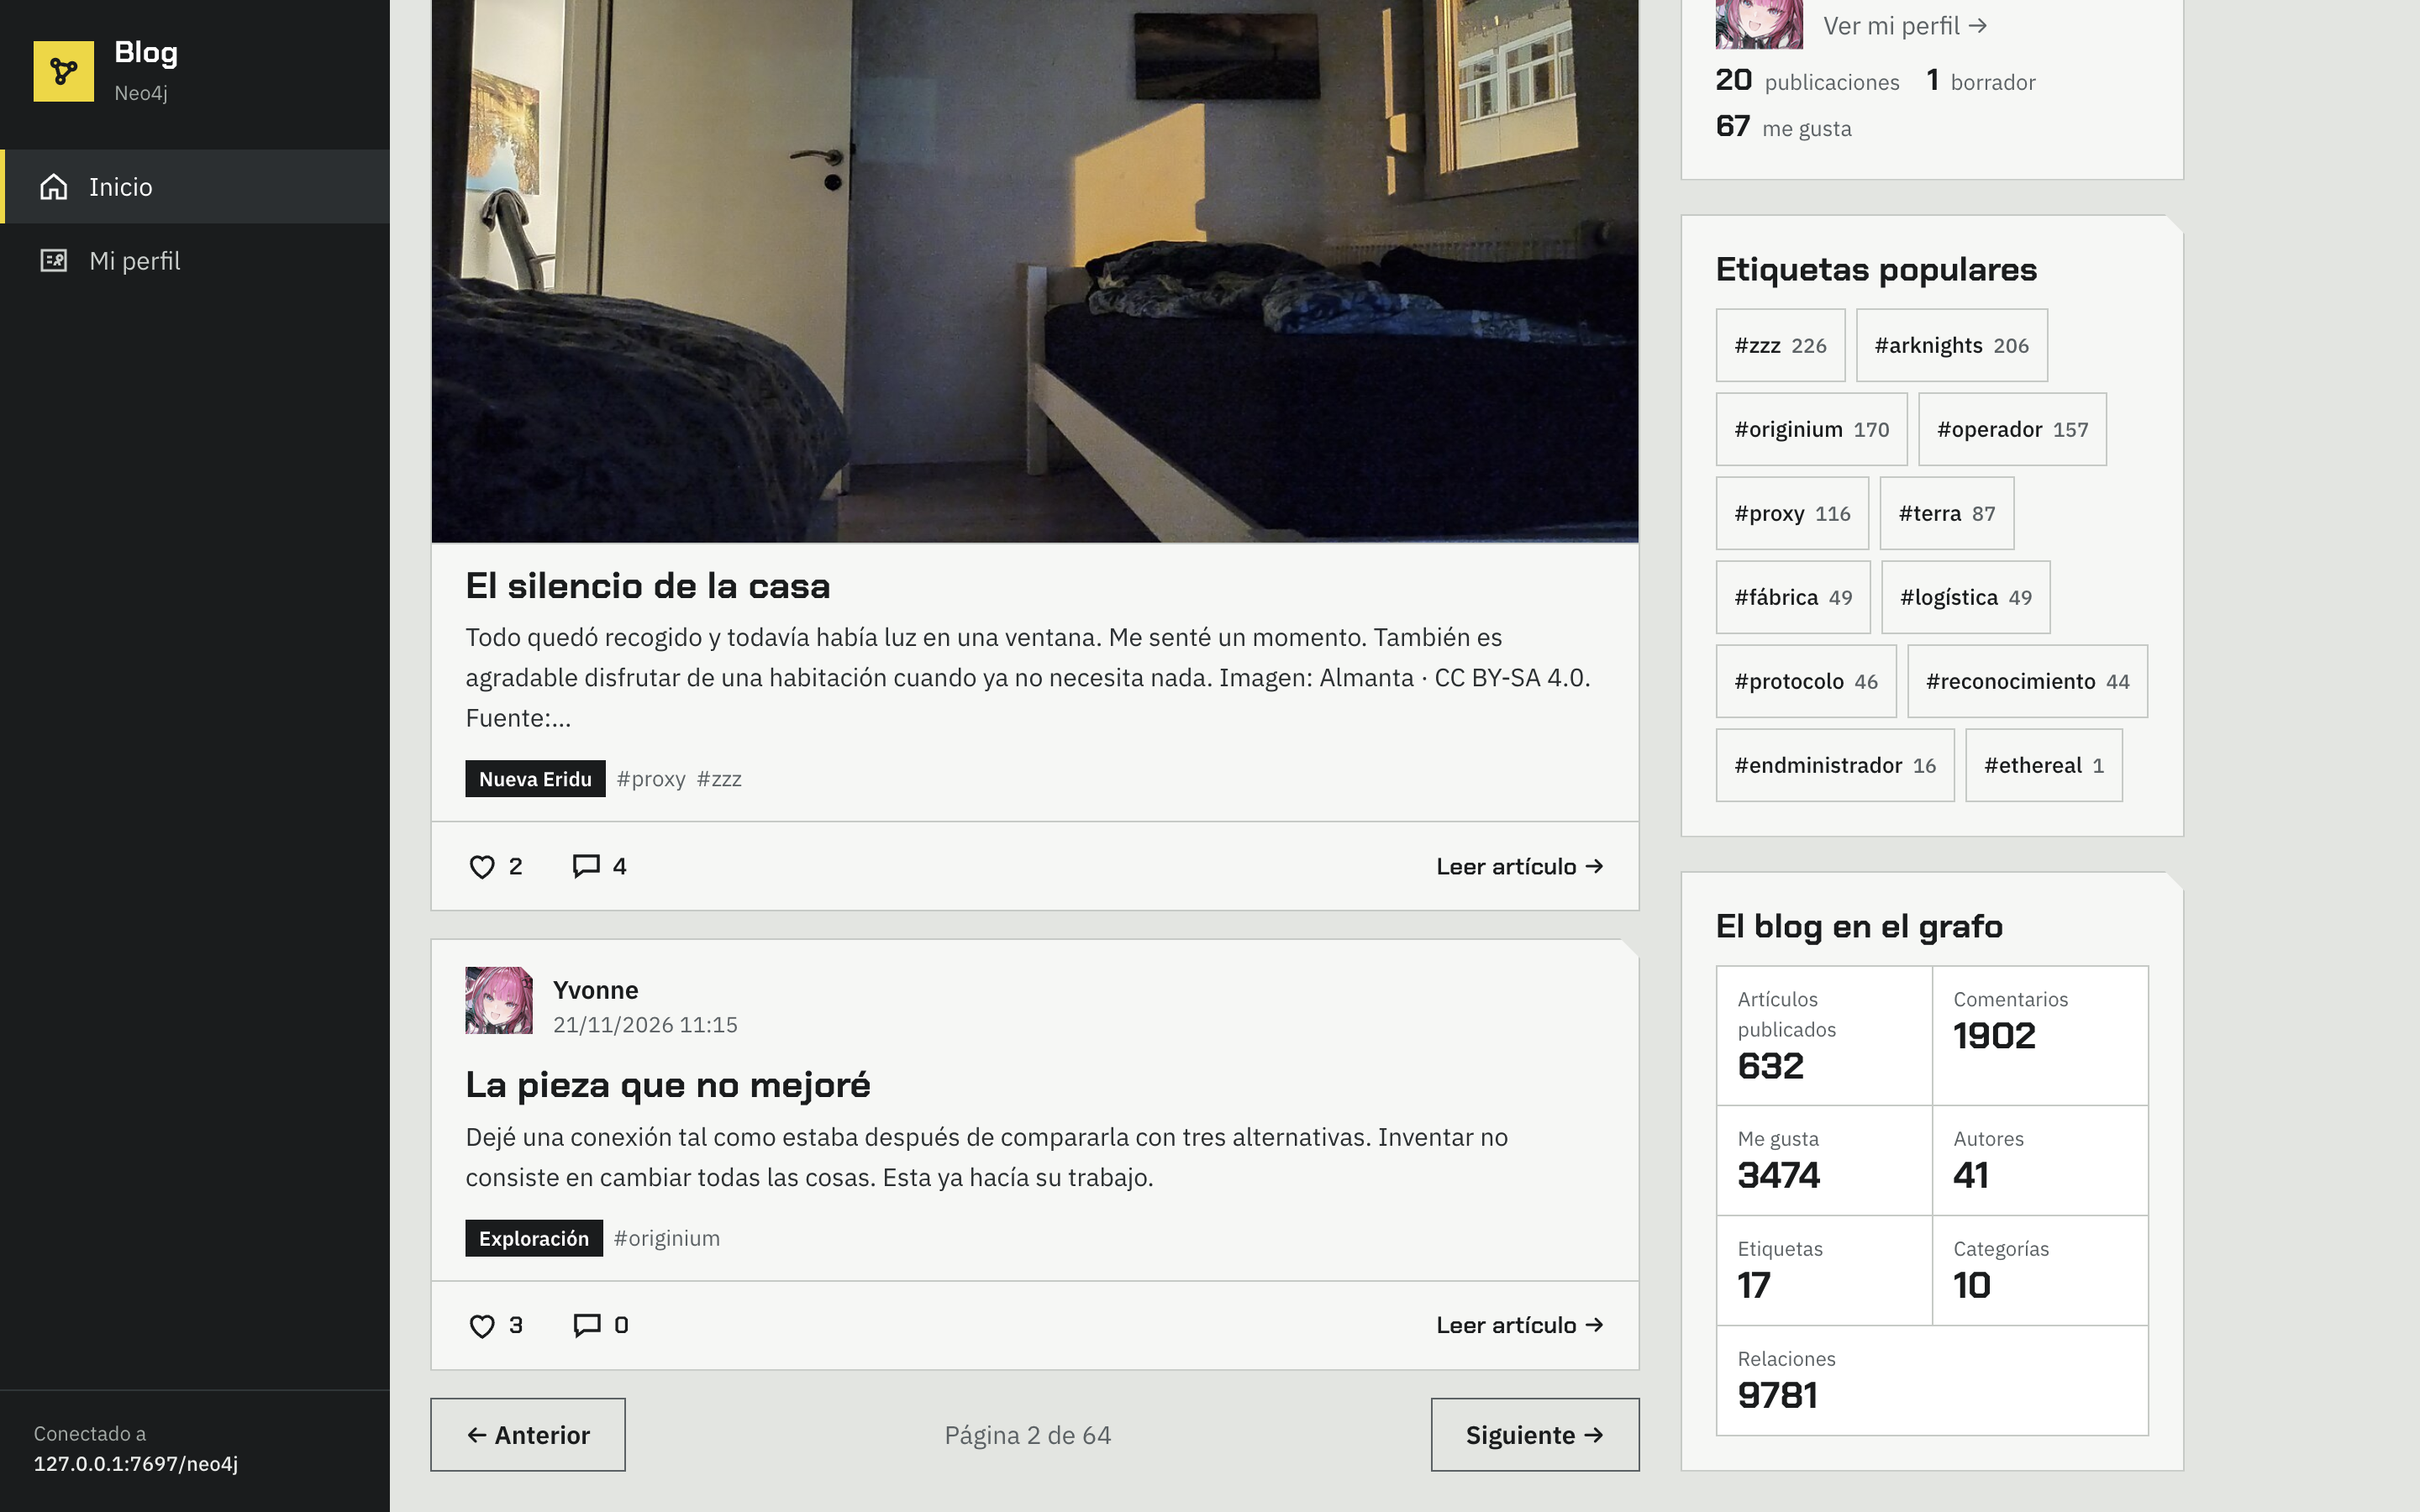 Blog
Neo4j
Inicio
Mi perfil
Conectado a
127.0.0.1:7697/neo4j
El silencio de la casa
Todo quedó recogido y todavía había luz en una ventana. Me senté un momento. También es
agradable disfrutar de una habitación cuando ya no necesita nada. Imagen: Almanta · CC BY-SA 4.0.
Fuente:...
Nueva Eridu #proxy #zzz
2 4 Leer artículo →
Yvonne
21/11/2026 11:15
La pieza que no mejoré
Dejé una conexión tal como estaba después de compararla con tres alternativas. Inventar no
consiste en cambiar todas las cosas. Esta ya hacía su trabajo.
Exploración #originium
3 0 Leer artículo →
← Anterior Página 2 de 64 Siguiente →
Ver mi perfil →
20 publicaciones 1 borrador
67 me gusta
Etiquetas populares
#zzz 226 #arknights 206
#originium 170 #operador 157
#proxy 116 #terra 87
#fábrica 49 #logística 49
#protocolo 46 #reconocimiento 44
#endministrador 16 #ethereal 1
El blog en el grafo
Artículos
publicados
632
Comentarios
1902
Me gusta
3474
Autores
41
Etiquetas
17
Categorías
10
Relaciones
9781